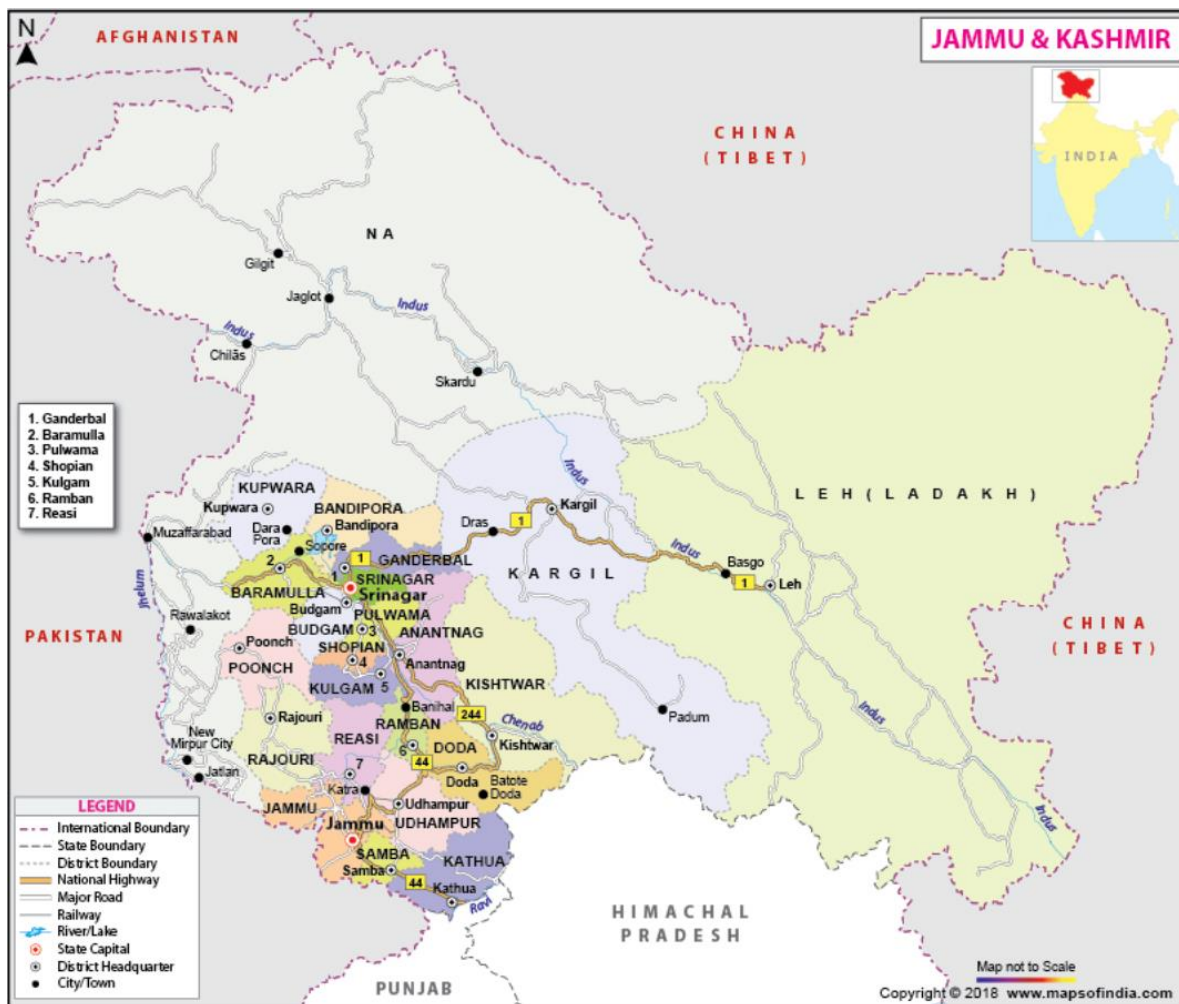 N
AFGHANISTAN
JAMMU & KASHMIR
CHINA
(TIBET)
INDIA
NA
Gilgit
Jaglot
Indus
Indus
Chilās
Skardu
1. Ganderbal
2. Baramulla
3. Pulwama
4. Shopian
5. Kulgam
6. Ramban
7. Reasi
KUPWARA
Kupwara
BANDIPORA
Bandipora
Dara
Pora
Sopore
Muzaffarabad
Dras
1
Kargil
Indus
LEH (LADAKH)
2
1
1
GANDERBAL
Indus
Basgo
1
Leh
KARGIL
SRINAGAR
Srinagar
BARAMULLA
Budgam
Jhelum
PULWAMA
Rawalakot
BUDGAM
3
ANANTNAG
PAKISTAN
CHINA
(TIBET)
Poonch
POONCH
SHOPIAN
4
Anantnag
KULGAM
5
KISHTWAR
Banihal
Padum
Indus
Rajouri
244
Chenab
RAMBAN
REASI
Kishtwar
New
Mirpur City
RAJOURI
6
44
DODA
Doda
Jatlan
7
Katra
Batote
Doda
JAMMU
Udhampur
UDHAMPUR
Jammu
Indus
SAMBA
Samba
KATHUA
44
Kathua
Ravi
HIMACHAL
PRADESH
PUNJAB
LEGEND
International Boundary
State Boundary
District Boundary
National Highway
Major Road
Railway
River/Lake
State Capital
District Headquarter
City/Town
Map not to Scale
Copyright © 2018 www.mapsofindia.com